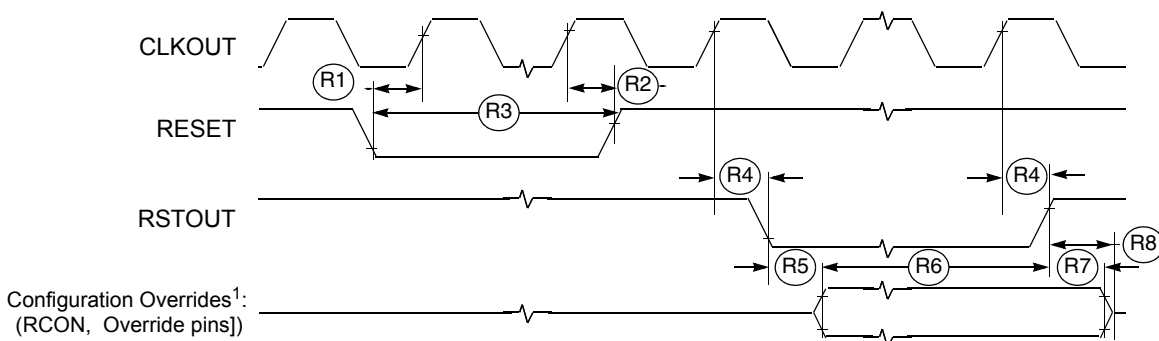 CLKOUT
R1
R2
R3
RESET
R4
R4
RSTOUT
R8
R5
R6
R7
Configuration Overrides1:
(RCON, Override pins])